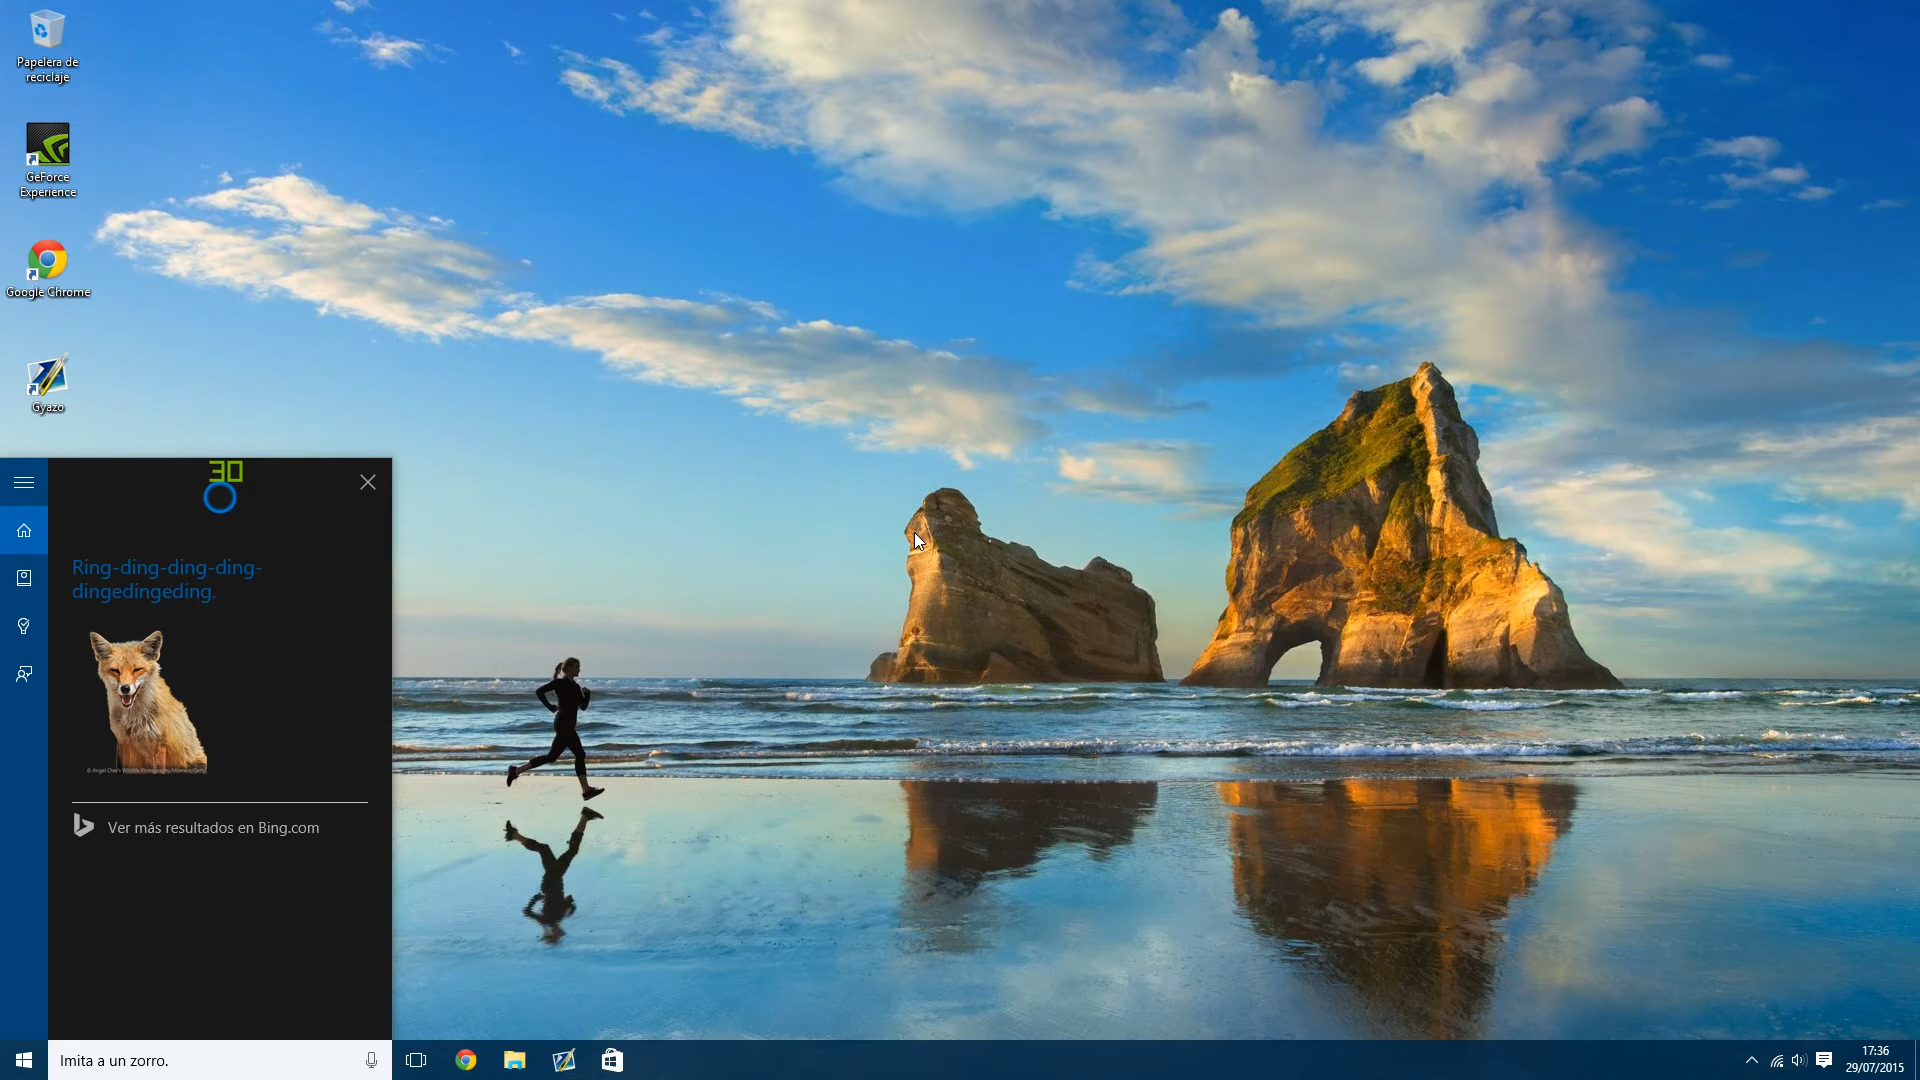 Papelera de
reciclaje
GeForce
Experience
Google Chrome
Gyazo
30
Ring-ding-ding-ding-
dingedingeding.
Ver más resultados en Bing.com
Imita a un zorro.
17:36
29/07/2015